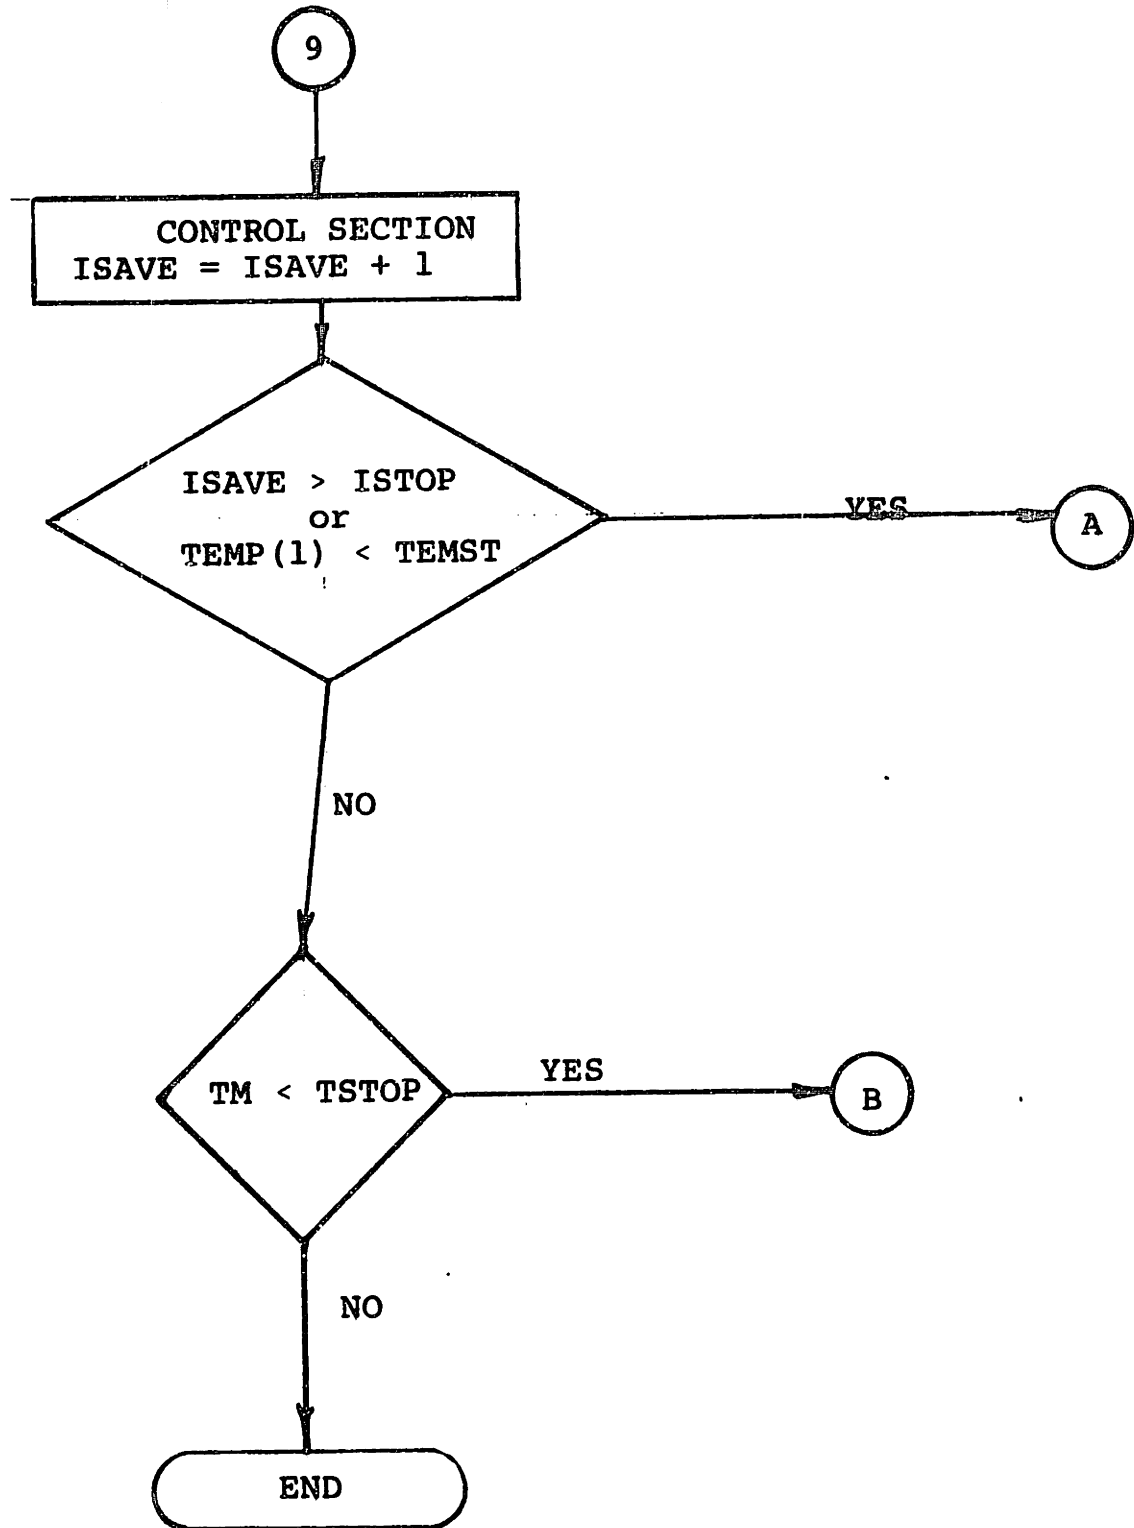 9
CONTROL SECTION
ISAVE = ISAVE + 1
ISAVE > ISTOP
or
TEMP(1) < TEMST
YES
A
NO
TM < TSTOP
YES
B
NO
END